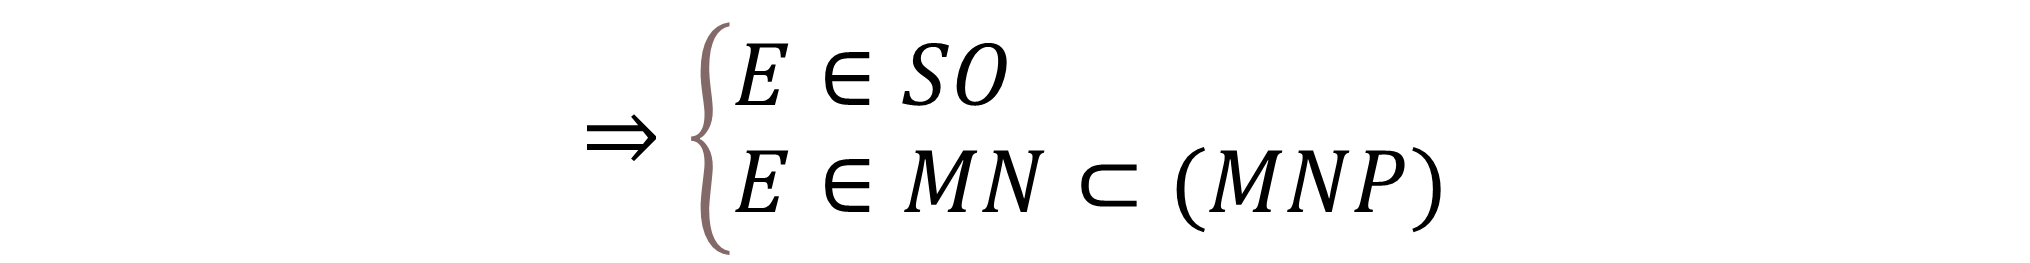 ⇒ { E ∈ SO
E ∈ MN ⊂ (MNP)